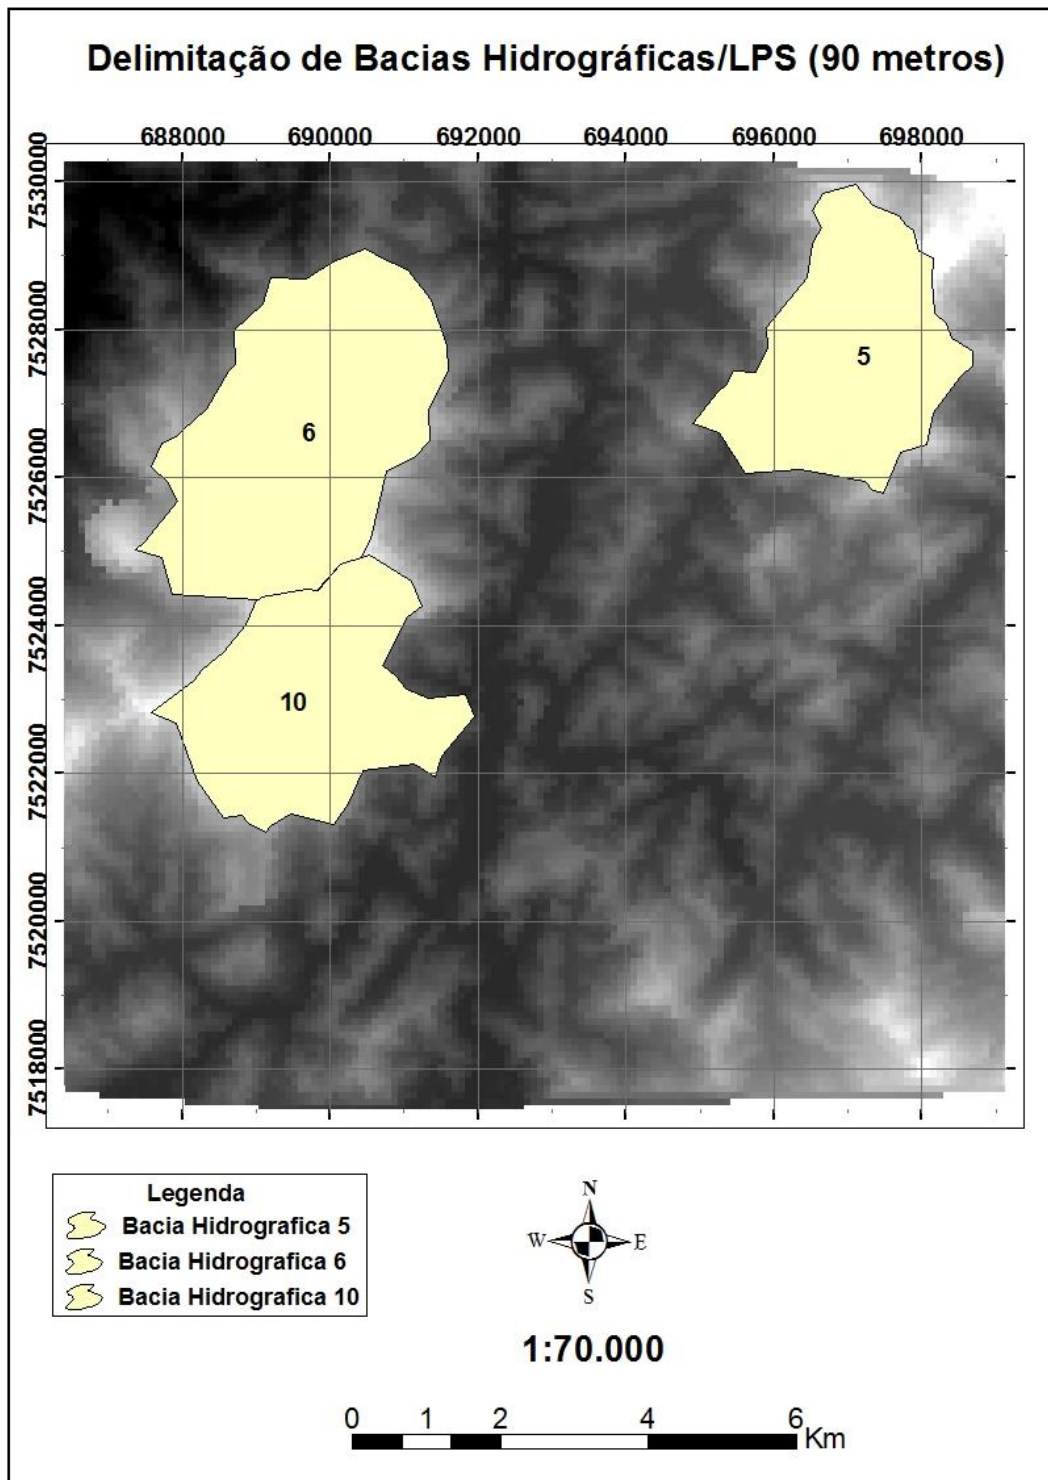 Delimitação de Bacias Hidrográficas/LPS (90 metros)
688000 690000 692000 694000 696000 698000
7530000
7528000
7526000
7524000
7522000
7520000
7518000
5
6
10
Legenda
Bacia Hidrografica 5
Bacia Hidrografica 6
Bacia Hidrografica 10
N
W E
S
1:70.000
0 1 2 4 6
Km